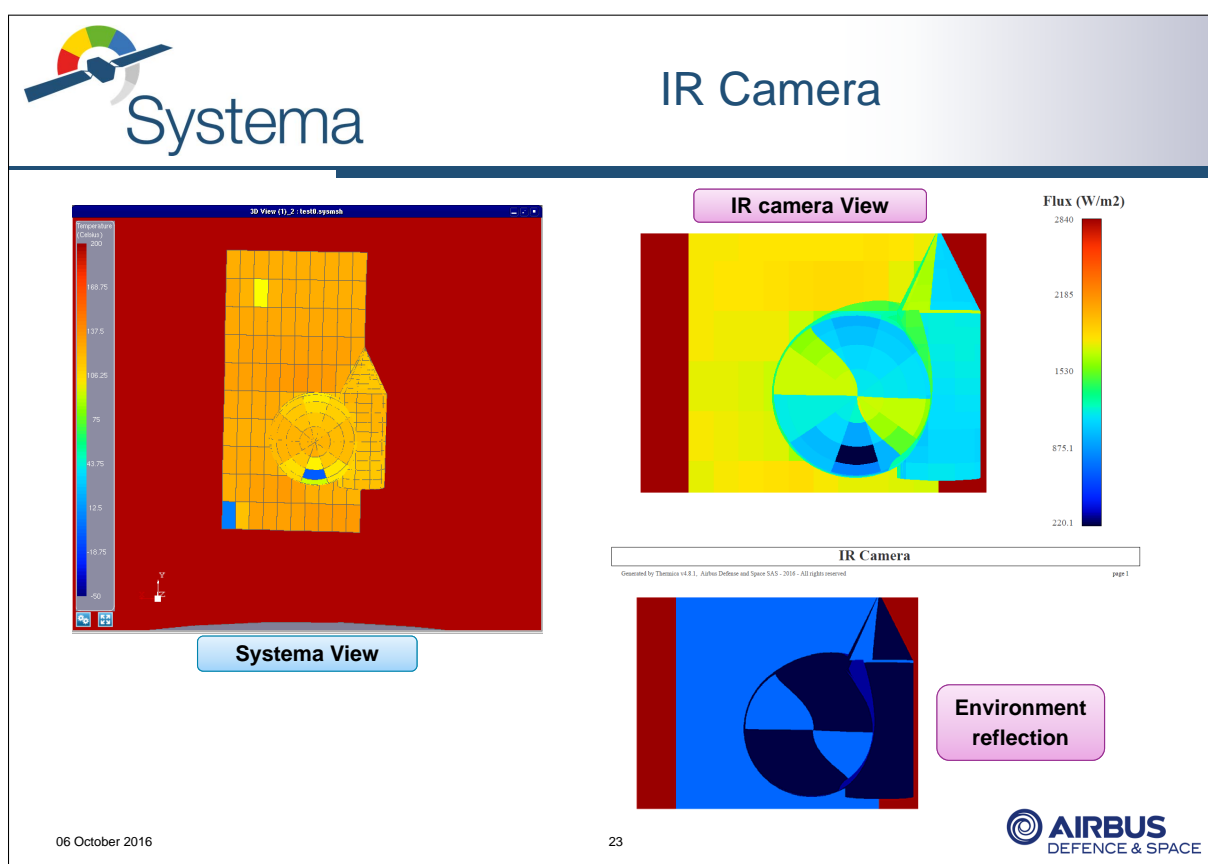 Systema
IR Camera
3D View (1)_2 : test0.sysmsh
Temperature
(Celsius)
200
168.75
137.5
106.25
75
43.75
12.5
-18.75
-50
Y
Z
Systema View
IR camera View
Flux (W/m2)
2840
2185
1530
875.1
220.1
IR Camera
Generated by Thermica v4.8.1, Airbus Defense and Space SAS - 2016 - All rights reserved
page 1
Environment
reflection
06 October 2016
23
AIRBUS
DEFENCE & SPACE